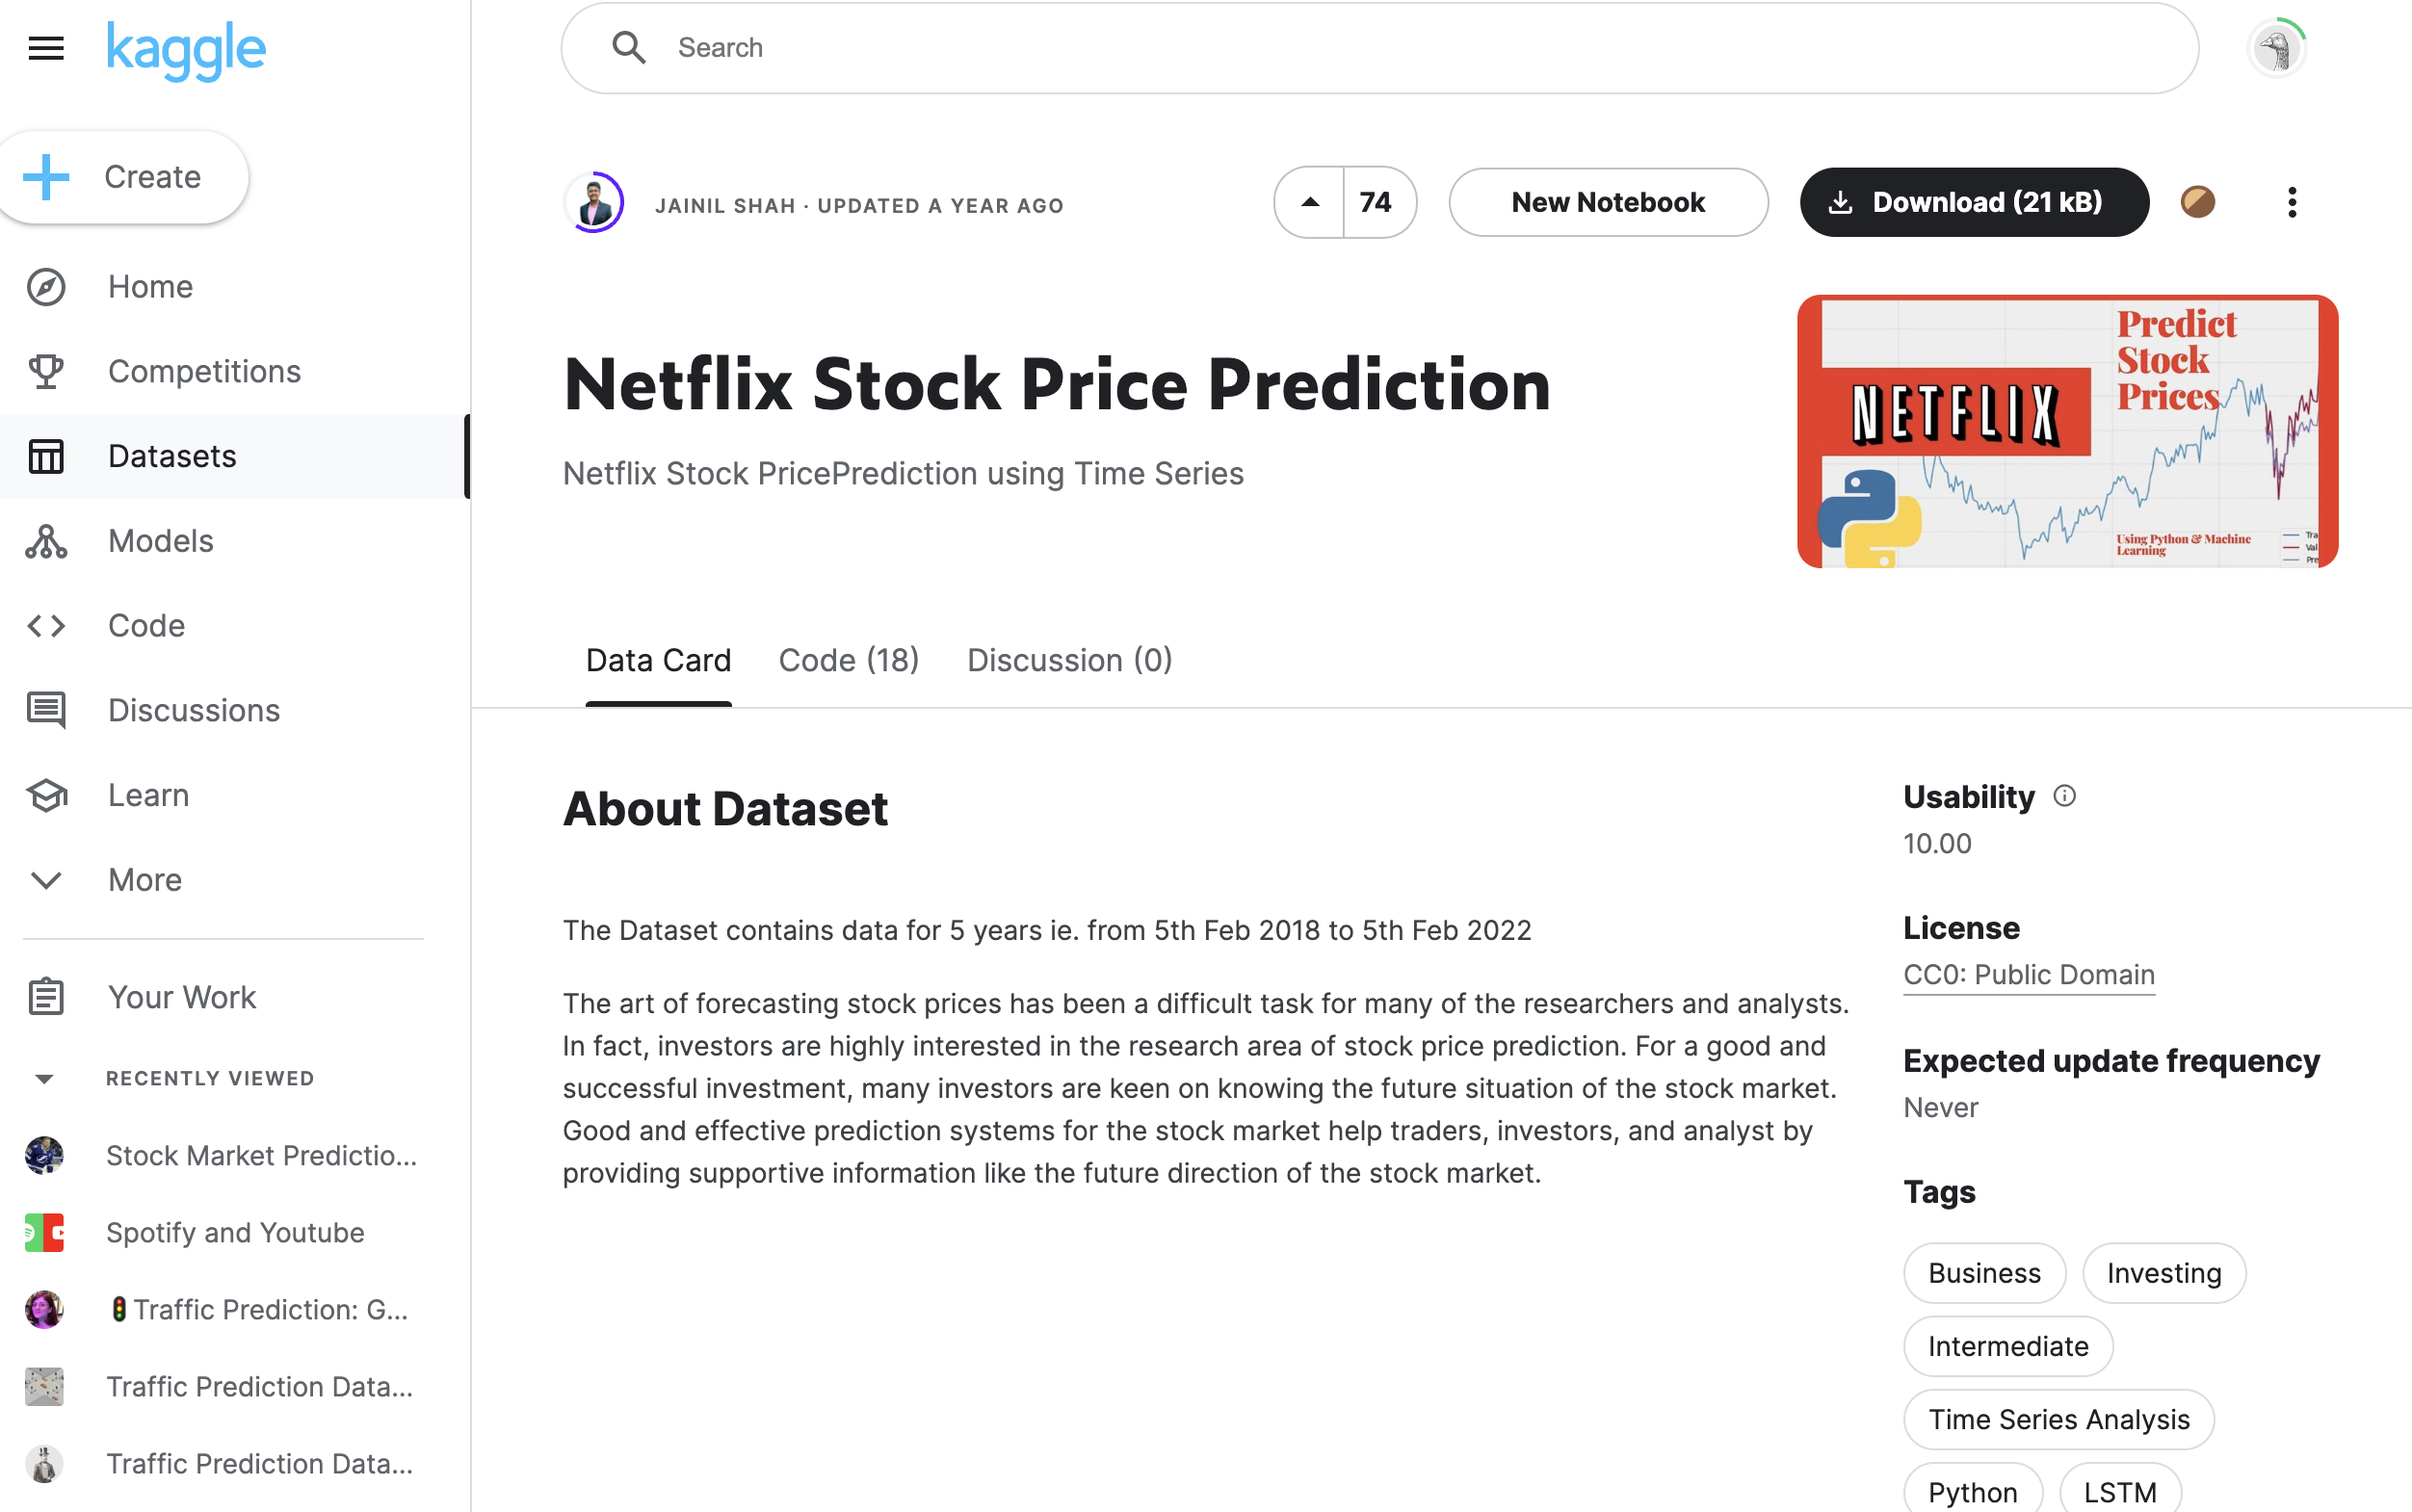 kaggle
Search
Create
Home
Competitions
Datasets
Models
Code
Discussions
Learn
More
Your Work
RECENTLY VIEWED
Stock Market Predictio...
Spotify and Youtube
🚦Traffic Prediction: G...
Traffic Prediction Data...
Traffic Prediction Data...
JAINIL SHAH · UPDATED A YEAR AGO
74
New Notebook
Download (21 kB)
Netflix Stock Price Prediction
Netflix Stock PricePrediction using Time Series
Predict
Stock
Prices
NETFLIX
Using Python & Machine
Learning
Tra
Val
Pre
Data Card
Code (18)
Discussion (0)
About Dataset
The Dataset contains data for 5 years ie. from 5th Feb 2018 to 5th Feb 2022
The art of forecasting stock prices has been a difficult task for many of the researchers and analysts.
In fact, investors are highly interested in the research area of stock price prediction. For a good and
successful investment, many investors are keen on knowing the future situation of the stock market.
Good and effective prediction systems for the stock market help traders, investors, and analyst by
providing supportive information like the future direction of the stock market.
Usability
10.00
License
CC0: Public Domain
Expected update frequency
Never
Tags
Business
Investing
Intermediate
Time Series Analysis
Python
LSTM